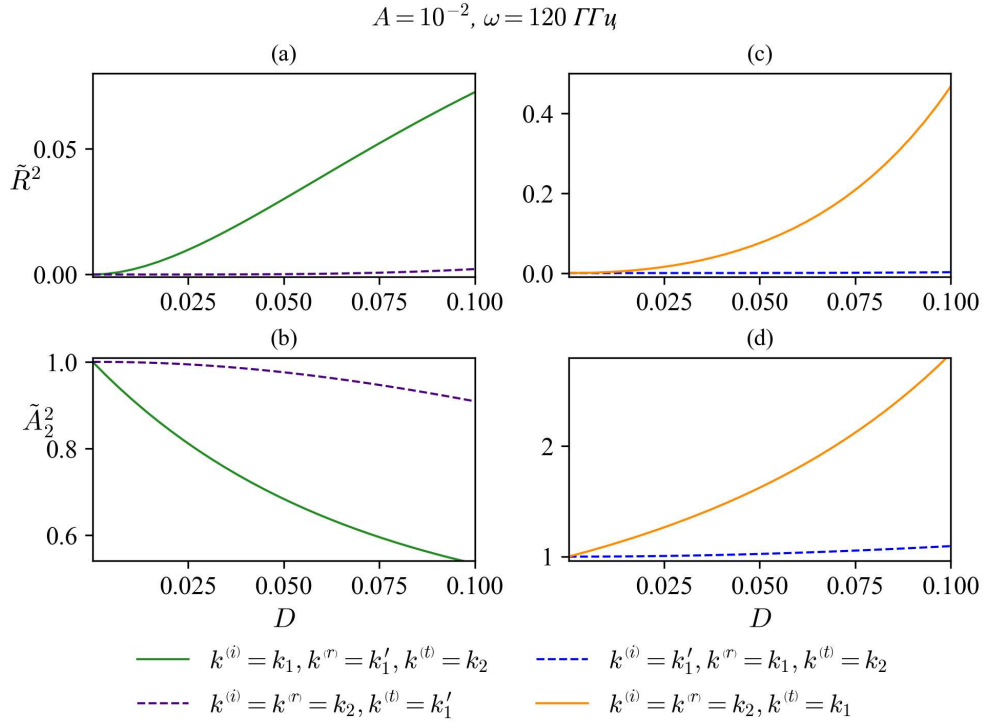 A = 10⁻², ω = 120 ГГц
(a)
(c)
R̃²
0.05
0.00
0.4
0.2
0.0
0.025 0.050 0.075 0.100
0.025 0.050 0.075 0.100
(b)
(d)
Ã₂²
1.0
0.8
0.6
2
1
0.025 0.050 0.075 0.100
0.025 0.050 0.075 0.100
D
D
k⁽ⁱ⁾ = k₁, k⁽ʳ⁾ = k₁′, k⁽ᵗ⁾ = k₂
k⁽ⁱ⁾ = k₁′, k⁽ʳ⁾ = k₁, k⁽ᵗ⁾ = k₂
k⁽ⁱ⁾ = k⁽ʳ⁾ = k₂, k⁽ᵗ⁾ = k₁′
k⁽ⁱ⁾ = k⁽ʳ⁾ = k₂, k⁽ᵗ⁾ = k₁